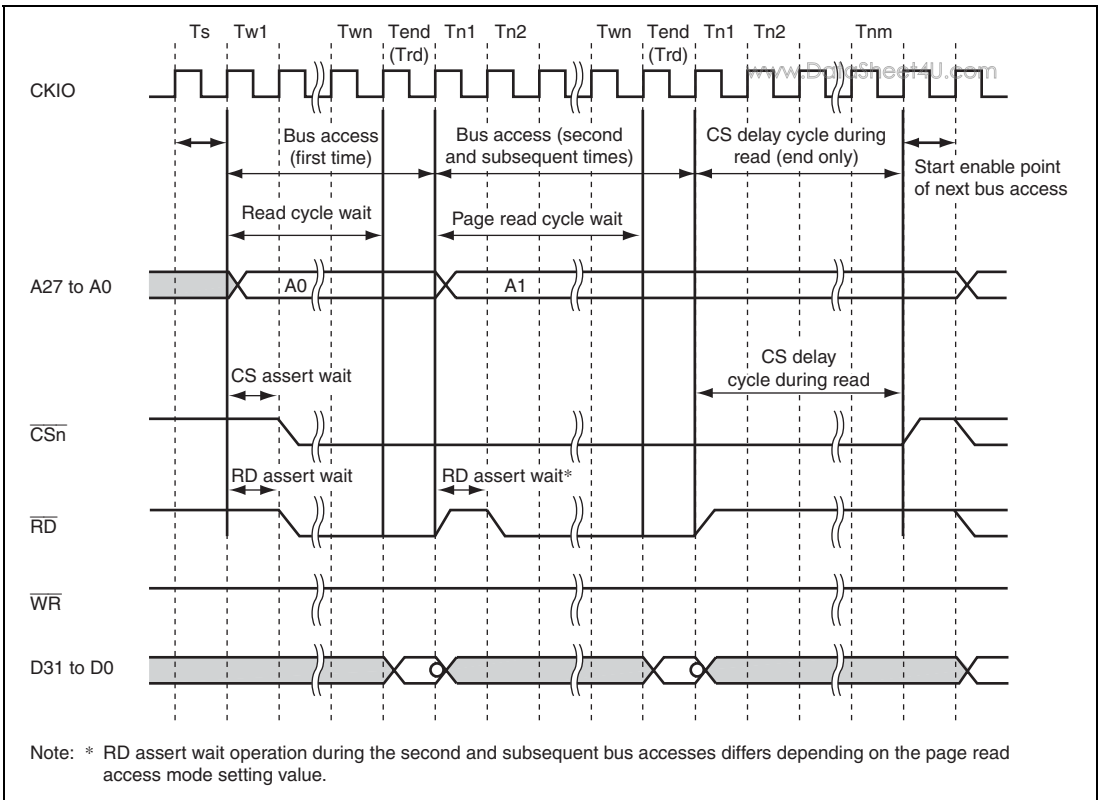 Ts Tw1 Twn Tend Tn1 Tn2 Twn Tend Tn1 Tn2 Tnm
(Trd) (Trd)
www.DataSheet4U.com
CKIO
Bus access
(first time)
Bus access (second
and subsequent times)
CS delay cycle during
read (end only)
Start enable point
of next bus access
Read cycle wait
Page read cycle wait
A27 to A0
A0
A1
CS delay
cycle during read
CS assert wait
CSn
RD assert wait
RD assert wait*
RD
WR
D31 to D0
Note: * RD assert wait operation during the second and subsequent bus accesses differs depending on the page read
access mode setting value.